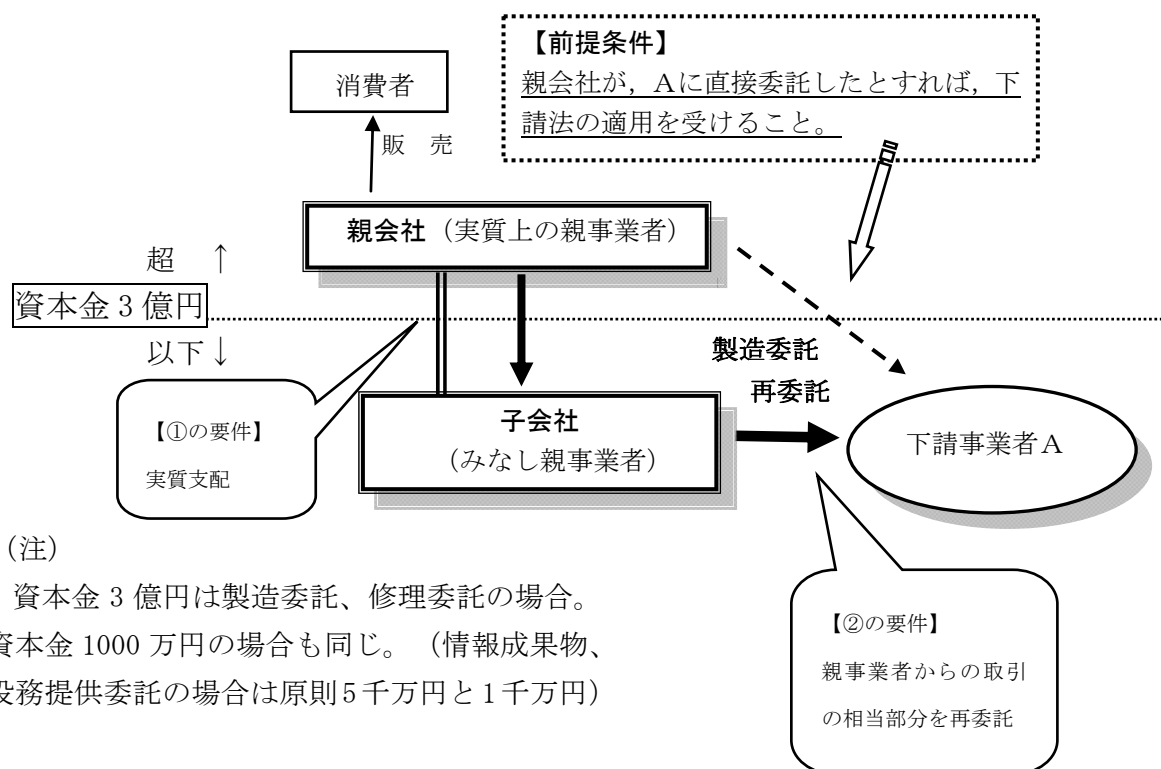 【前提条件】
親会社が，Ａに直接委託したとすれば，下
請法の適用を受けること。
消費者
販　売
親会社（実質上の親事業者）
超　↑
資本金３億円
以下↓
製造委託
再委託
【①の要件】
実質支配
子会社
（みなし親事業者）
下請事業者Ａ
（注）
資本金３億円は製造委託、修理委託の場合。
資本金 1000 万円の場合も同じ。（情報成果物、
役務提供委託の場合は原則５千万円と１千万円）
【②の要件】
親事業者からの取引
の相当部分を再委託